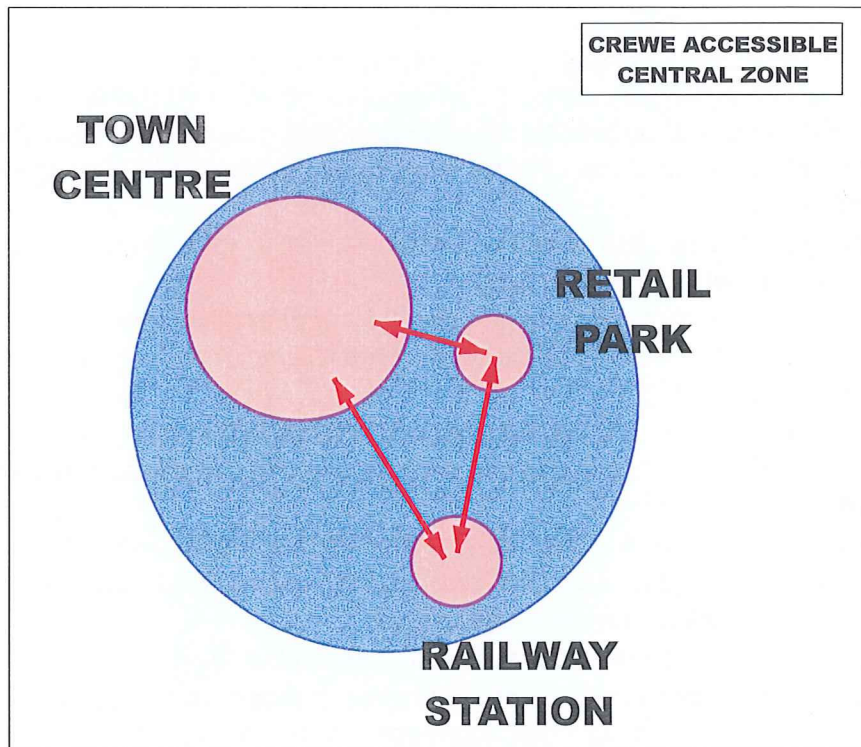 CREWE ACCESSIBLE
CENTRAL ZONE
TOWN
CENTRE
RETAIL
PARK
RAILWAY
STATION